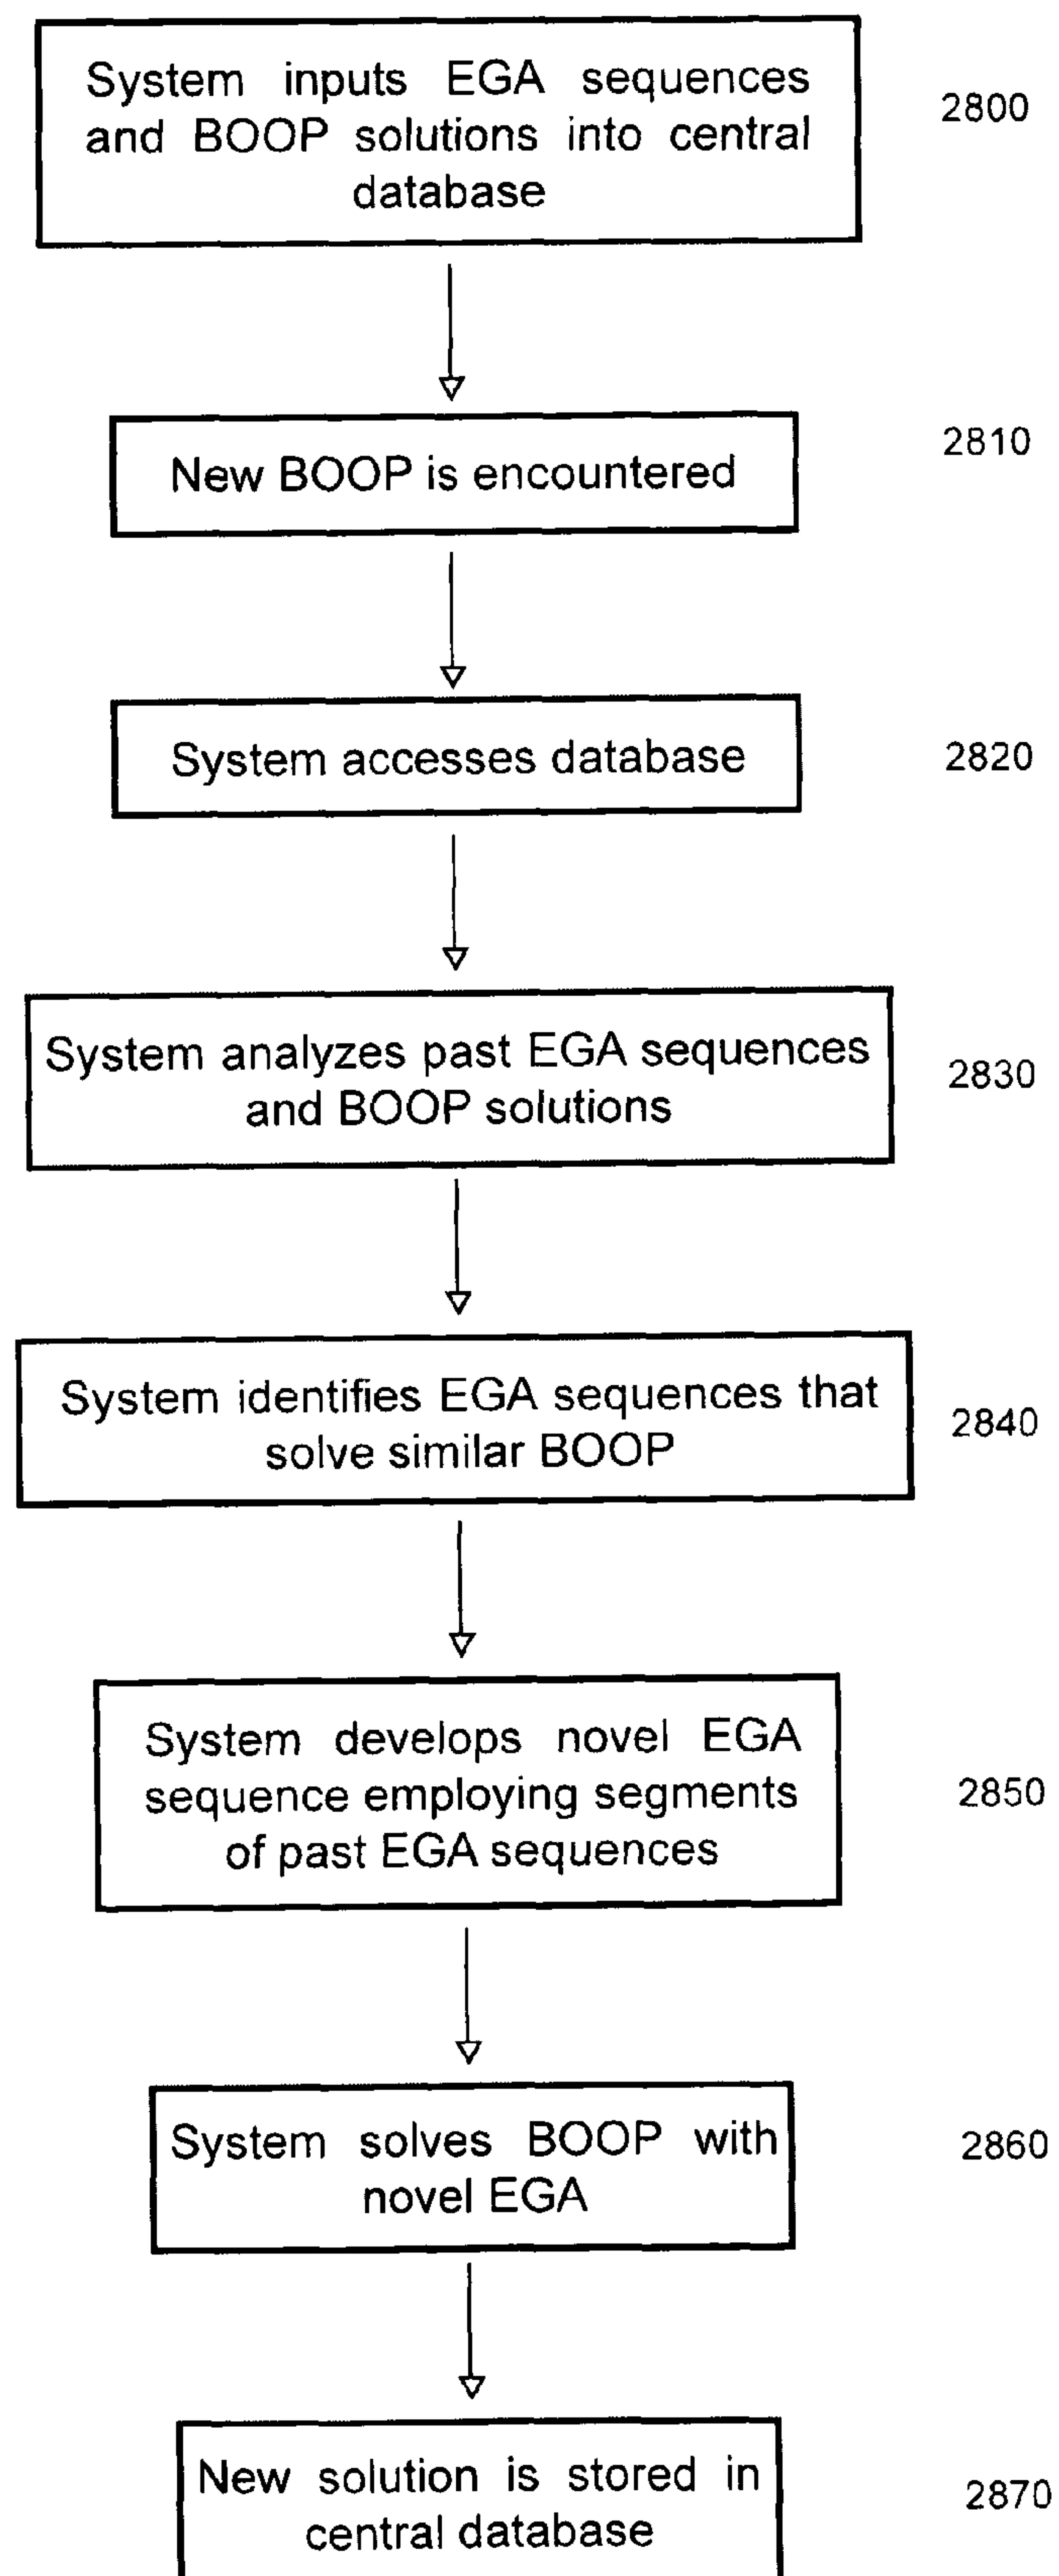 System inputs EGA sequences
and BOOP solutions into central
database
2800
New BOOP is encountered
2810
System accesses database
2820
System analyzes past EGA sequences
and BOOP solutions
2830
System identifies EGA sequences that
solve similar BOOP
2840
System develops novel EGA
sequence employing segments
of past EGA sequences
2850
System solves BOOP with
novel EGA
2860
New solution is stored in
central database
2870